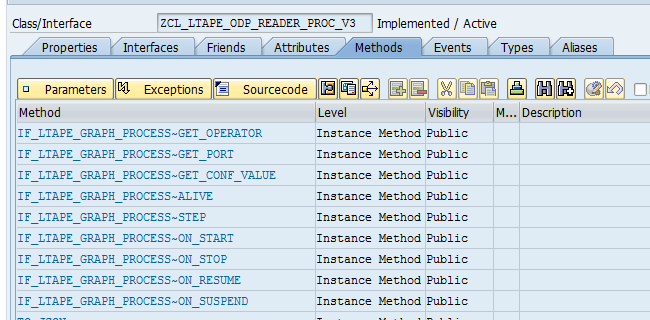 Class/Interface ZCL_LTAPE_ODP_READER_PROC_V3 Implemented / Active
Properties Interfaces Friends Attributes Methods Events Types Aliases
Parameters Exceptions Sourcecode
Method Level Visibility M... Description
IF_LTAPE_GRAPH_PROCESS~GET_OPERATOR Instance Method Public
IF_LTAPE_GRAPH_PROCESS~GET_PORT Instance Method Public
IF_LTAPE_GRAPH_PROCESS~GET_CONF_VALUE Instance Method Public
IF_LTAPE_GRAPH_PROCESS~ALIVE Instance Method Public
IF_LTAPE_GRAPH_PROCESS~STEP Instance Method Public
IF_LTAPE_GRAPH_PROCESS~ON_START Instance Method Public
IF_LTAPE_GRAPH_PROCESS~ON_STOP Instance Method Public
IF_LTAPE_GRAPH_PROCESS~ON_RESUME Instance Method Public
IF_LTAPE_GRAPH_PROCESS~ON_SUSPEND Instance Method Public